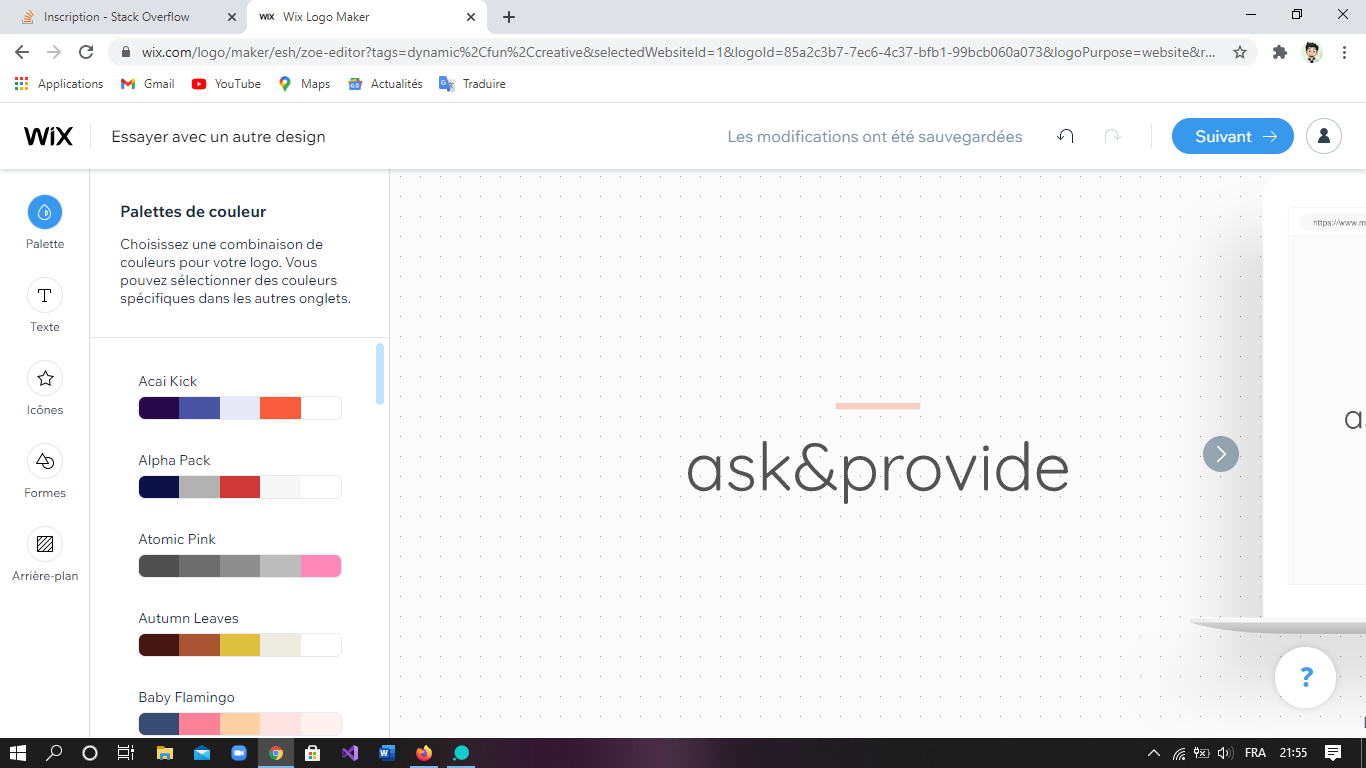 Inscription - Stack Overflow
WiX Wix Logo Maker
wix.com/logo/maker/esh/zoe-editor?tags=dynamic%2Cfun%2Ccreative&selectedWebsiteId=1&logoId=85a2c3b7-7ec6-4c37-bfb1-99bcb060a073&logoPurpose=website&r...
Applications Gmail YouTube Maps Actualités Traduire
WiX Essayer avec un autre design Les modifications ont été sauvegardées Suivant
Palette
Texte
Icônes
Formes
Arrière-plan
Palettes de couleur
Choisissez une combinaison de
couleurs pour votre logo. Vous
pouvez sélectionner des couleurs
spécifiques dans les autres onglets.
Acai Kick
Alpha Pack
Atomic Pink
Autumn Leaves
Baby Flamingo
ask&provide
https://www.m
?
FRA 21:55